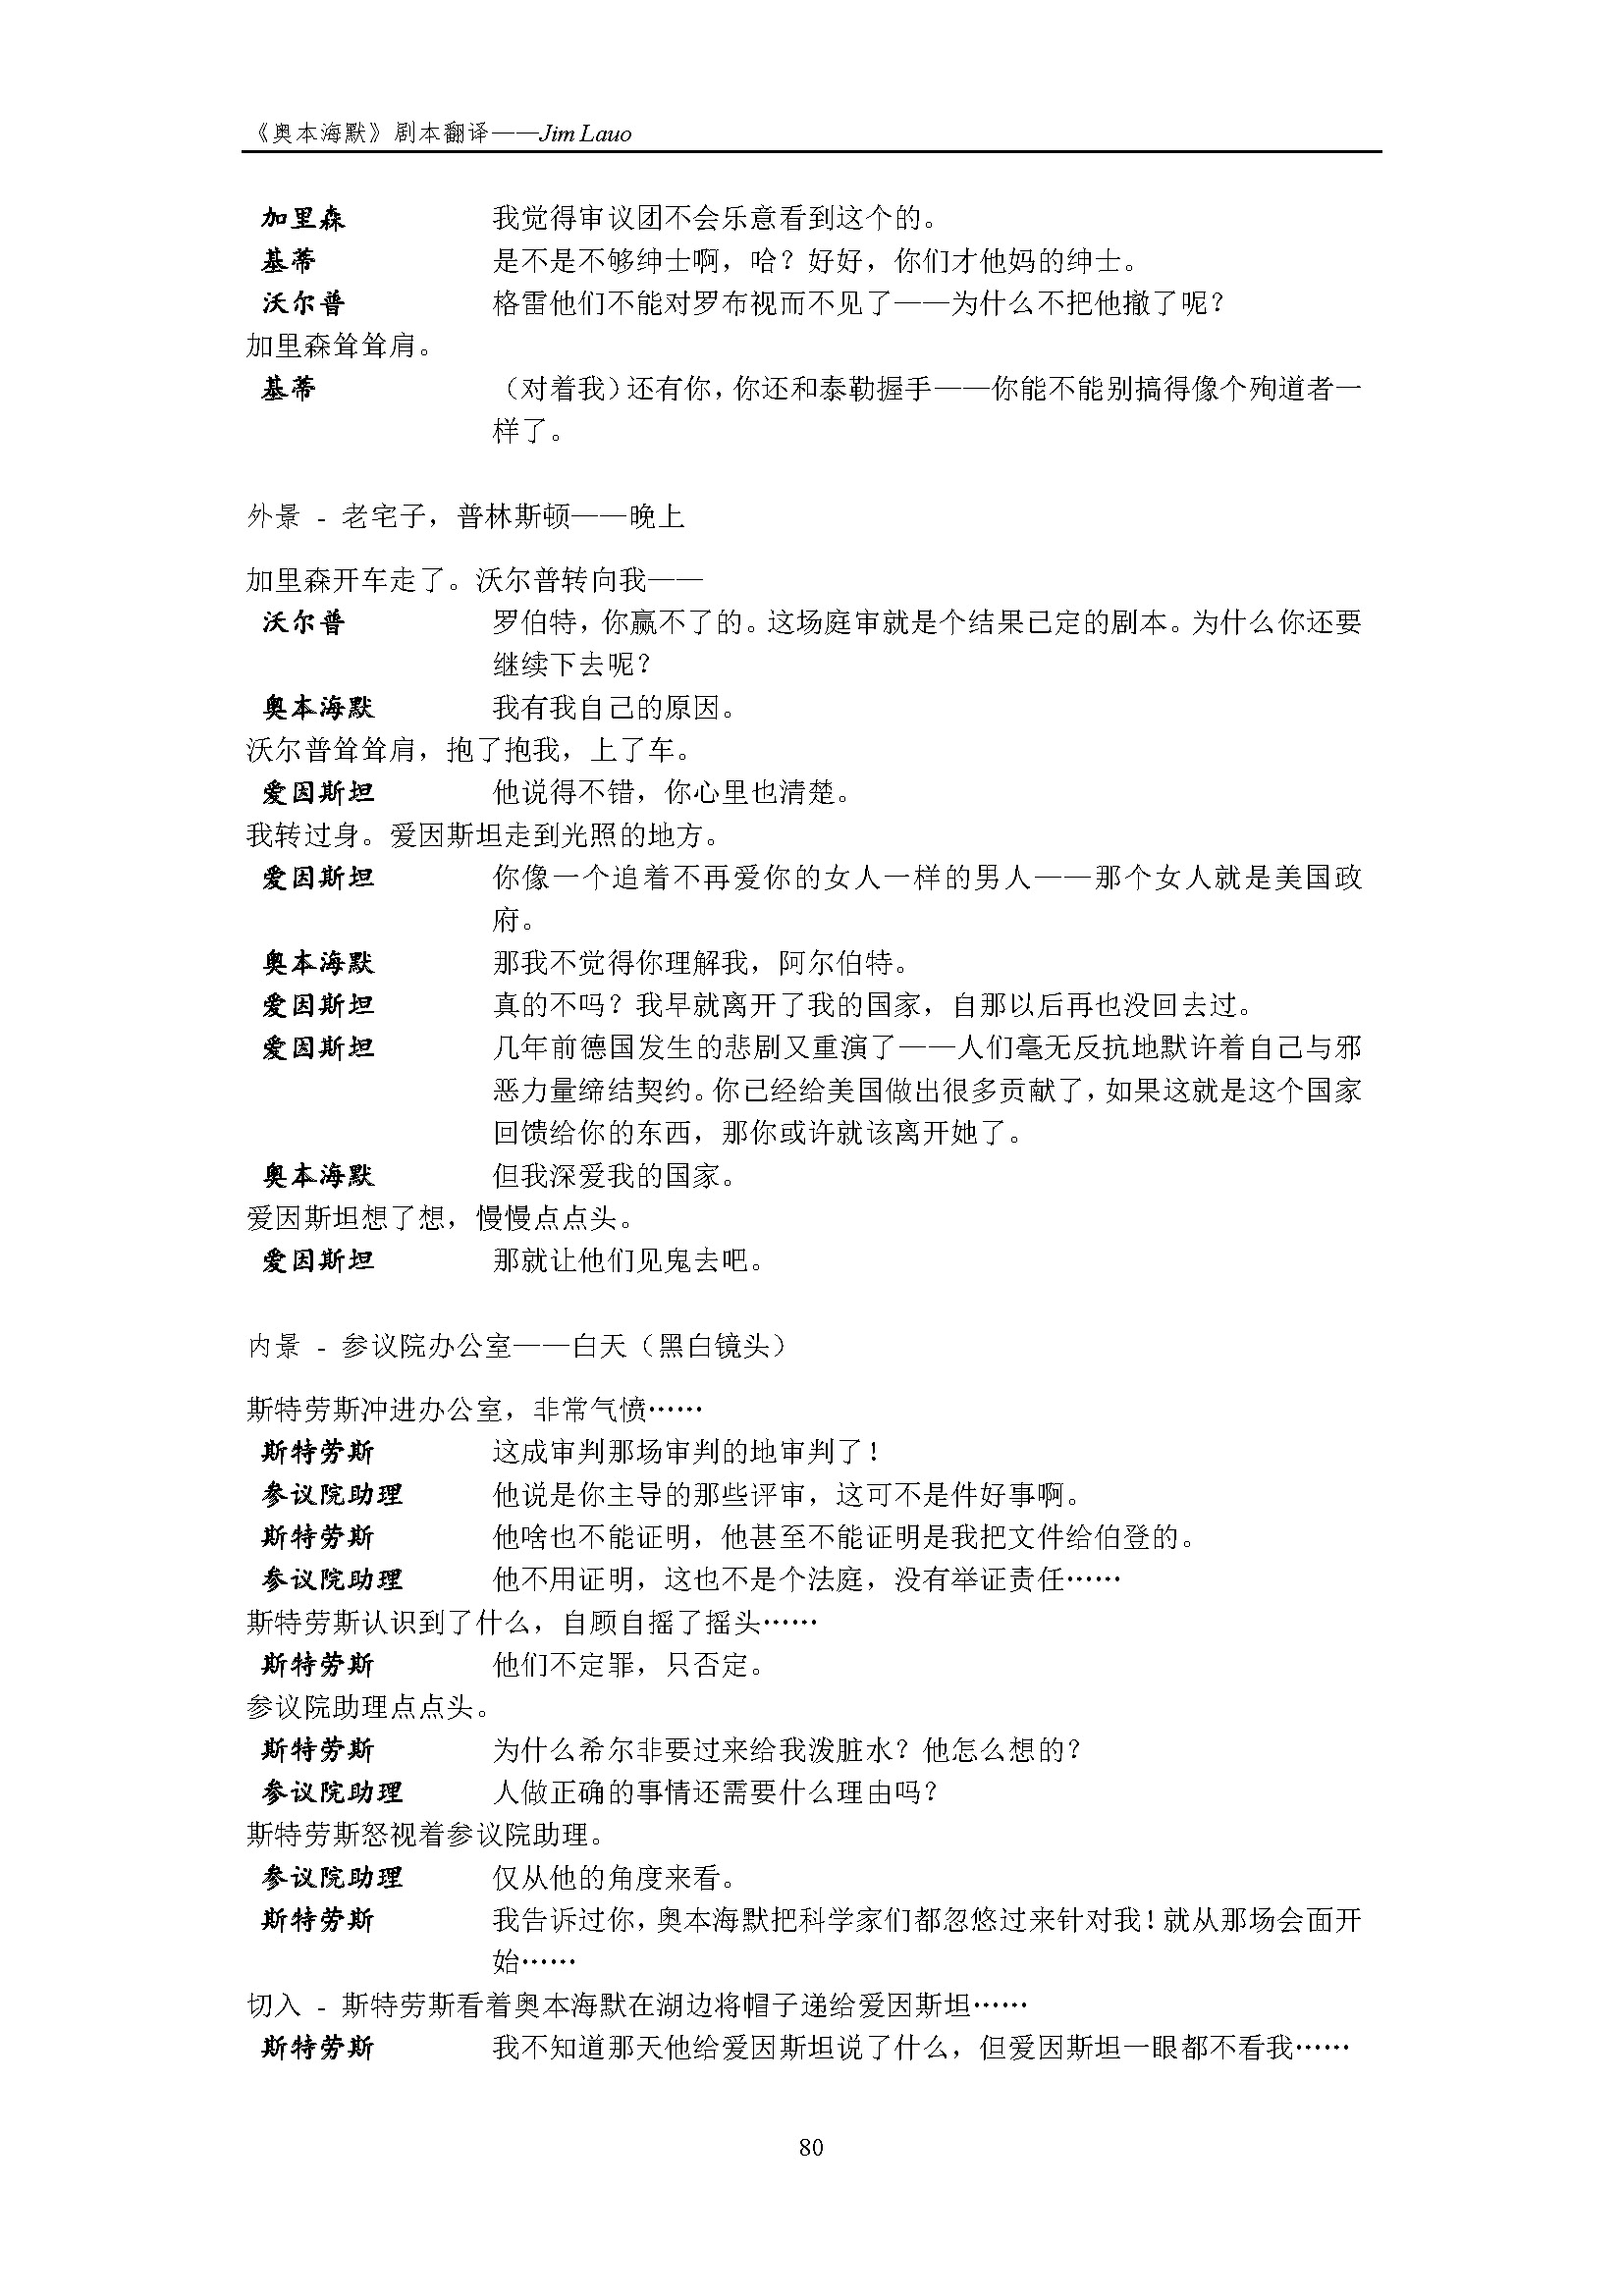 《奥本海默》剧本翻译——Jim Lauo
加里森 我觉得审议团不会乐意看到这个的。
基蒂 是不是不够绅士啊，哈？好好，你们才他妈的绅士。
沃尔普 格雷他们不能对罗布视而不见了——为什么不把他撤了呢？
加里森耸耸肩。
基蒂 （对着我）还有你，你还和泰勒握手——你能不能别搞得像个殉道者一
样了。
外景 - 老宅子，普林斯顿——晚上
加里森开车走了。沃尔普转向我——
沃尔普 罗伯特，你赢不了的。这场庭审就是个结果已定的剧本。为什么你还要
继续下去呢？
奥本海默 我有我自己的原因。
沃尔普耸耸肩，抱了抱我，上了车。
爱因斯坦 他说得不错，你心里也清楚。
我转过身。爱因斯坦走到光照的地方。
爱因斯坦 你像一个追着不再爱你的女人一样的男人——那个女人就是美国政
府。
奥本海默 那我不觉得你理解我，阿尔伯特。
爱因斯坦 真的不吗？我早就离开了我的国家，自那以后再也没回去过。
爱因斯坦 几年前德国发生的悲剧又重演了——人们毫无反抗地默许着自己与邪
恶力量缔结契约。你已经给美国做出很多贡献了，如果这就是这个国家
回馈给你的东西，那你或许就该离开她了。
奥本海默 但我深爱我的国家。
爱因斯坦想了想，慢慢点点头。
爱因斯坦 那就让他们见鬼去吧。
内景 - 参议院办公室——白天（黑白镜头）
斯特劳斯冲进办公室，非常气愤……
斯特劳斯 这成审判那场审判的地审判了！
参议院助理 他说是你主导的那些评审，这可不是件好事啊。
斯特劳斯 他啥也不能证明，他甚至不能证明是我把文件给伯登的。
参议院助理 他不用证明，这也不是个法庭，没有举证责任……
斯特劳斯认识到了什么，自顾自摇了摇头……
斯特劳斯 他们不定罪，只否定。
参议院助理点点头。
斯特劳斯 为什么希尔非要过来给我泼脏水？他怎么想的？
参议院助理 人做正确的事情还需要什么理由吗？
斯特劳斯怒视着参议院助理。
参议院助理 仅从他的角度来看。
斯特劳斯 我告诉过你，奥本海默把科学家们都忽悠过来针对我！就从那场会面开
始……
切入 - 斯特劳斯看着奥本海默在湖边将帽子递给爱因斯坦……
斯特劳斯 我不知道那天他给爱因斯坦说了什么，但爱因斯坦一眼都不看我……
80